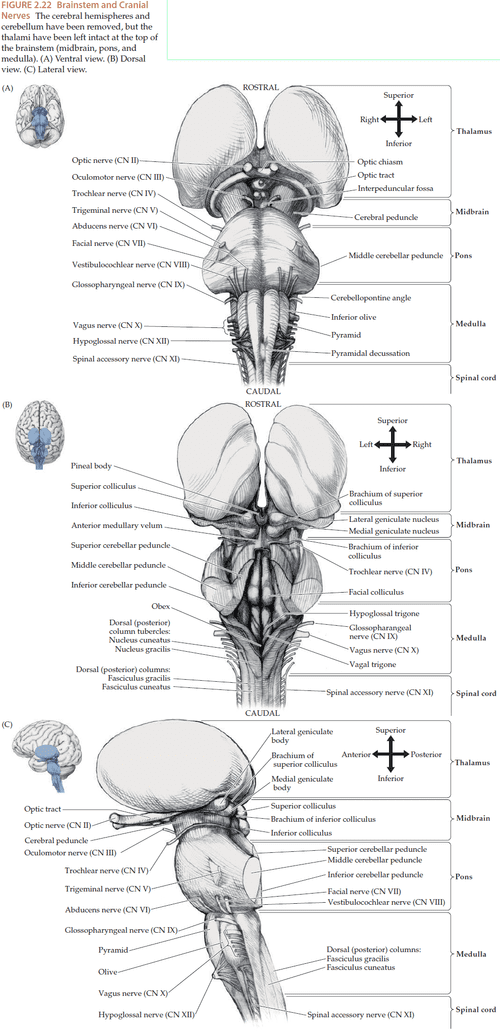 FIGURE 2.22 Brainstem and Cranial
Nerves The cerebral hemispheres and
cerebellum have been removed, but the
thalami have been left intact at the top of
the brainstem (midbrain, pons, and
medulla). (A) Ventral view. (B) Dorsal
view. (C) Lateral view.
(A)
ROSTRAL
Superior
Right
Left
Inferior
Thalamus
Optic nerve (CN II)
Oculomotor nerve (CN III)
Trochlear nerve (CN IV)
Trigeminal nerve (CN V)
Abducens nerve (CN VI)
Facial nerve (CN VII)
Vestibulocochlear nerve (CN VIII)
Glossopharyngeal nerve (CN IX)
Vagus nerve (CN X)
Hypoglossal nerve (CN XII)
Spinal accessory nerve (CN XI)
Optic chiasm
Optic tract
Interpeduncular fossa
Cerebral peduncle
Midbrain
Middle cerebellar peduncle
Pons
Cerebellopontine angle
Inferior olive
Pyramid
Medulla
Pyramidal decussation
Spinal cord
CAUDAL
(B)
ROSTRAL
Superior
Left
Right
Inferior
Thalamus
Pineal body
Superior colliculus
Inferior colliculus
Anterior medullary velum
Superior cerebellar peduncle
Middle cerebellar peduncle
Inferior cerebellar peduncle
Obex
Dorsal (posterior)
column tubercles:
Nucleus cuneatus
Nucleus gracilis
Dorsal (posterior) columns:
Fasciculus gracilis
Fasciculus cuneatus
Brachium of superior
colliculus
Lateral geniculate nucleus
Medial geniculate nucleus
Midbrain
Brachium of inferior
colliculus
Trochlear nerve (CN IV)
Pons
Facial colliculus
Hypoglossal trigone
Glossopharangeal
nerve (CN IX)
Vagus nerve (CN X)
Medulla
Vagal trigone
Spinal accessory nerve (CN XI)
Spinal cord
CAUDAL
(C)
Lateral geniculate
body
Brachium of
superior colliculus
Medial geniculate
body
Superior
Anterior
Posterior
Inferior
Thalamus
Optic tract
Optic nerve (CN II)
Cerebral peduncle
Oculomotor nerve (CN III)
Trochlear nerve (CN IV)
Trigeminal nerve (CN V)
Abducens nerve (CN VI)
Glossopharyngeal nerve (CN IX)
Pyramid
Olive
Vagus nerve (CN X)
Hypoglossal nerve (CN XII)
Superior colliculus
Brachium of inferior colliculus
Inferior colliculus
Midbrain
Superior cerebellar peduncle
Middle cerebellar peduncle
Inferior cerebellar peduncle
Pons
Facial nerve (CN VII)
Vestibulocochlear nerve (CN VIII)
Dorsal (posterior) columns:
Fasciculus gracilis
Fasciculus cuneatus
Medulla
Spinal accessory nerve (CN XI)
Spinal cord